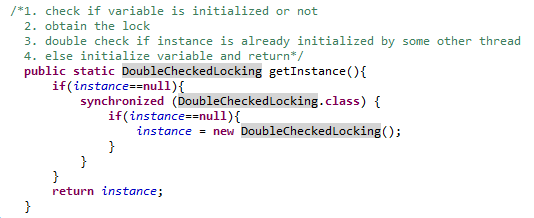 /*1. check if variable is initialized or not
2. obtain the lock
3. double check if instance is already initialized by some other thread
4. else initialize variable and return*/
public static DoubleCheckedLocking getInstance(){
if(instance==null){
synchronized (DoubleCheckedLocking.class) {
if(instance==null){
instance = new DoubleCheckedLocking();
}
}
}
return instance;
}